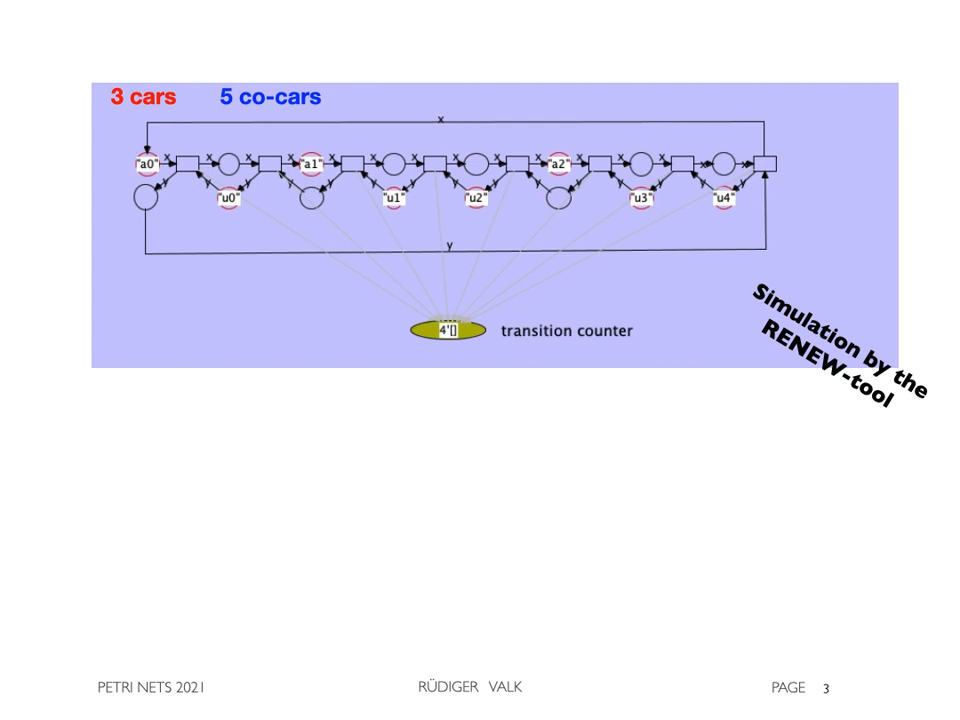 3 cars 5 co-cars
x
"a0" x x x x "a1" x x x x x "a2" x x x x x
y y "u0" y y y y "u1" y y "u2" y y y y "u3" y y "u4" y
y
4'[] transition counter
Simulation by the
RENEW-tool
PETRI NETS 2021 RÜDIGER VALK PAGE 3